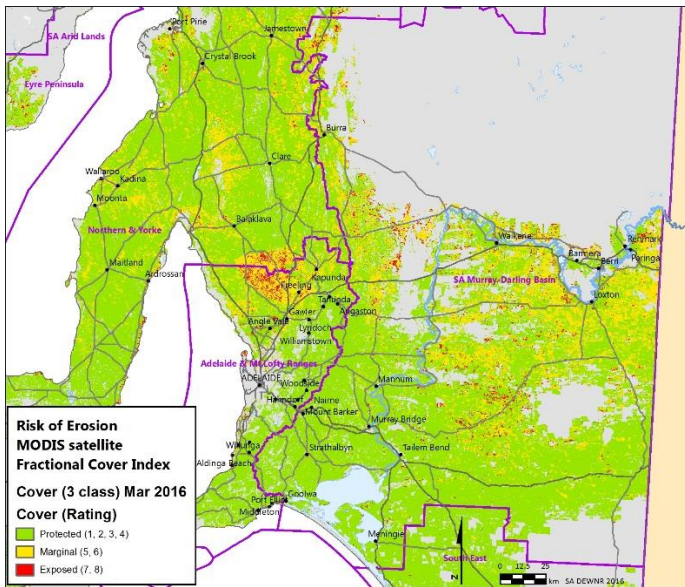 Port Pirie
Jamestown
SA Arid Lands
Crystal Brook
Eyre Peninsula
Burra
Clare
Wallaroo
Kadina
Moonta
Balaklava
Northern & Yorke
Waikerie
Renmark
Barmera
Berri
Paringa
Maitland
Ardrossan
Kapunda
SA Murray-Darling Basin
Freeling
Loxton
Tanunda
Angaston
Gawler
Angle Vale
Lyndoch
Williamstown
Adelaide & Mt Lofty Ranges
ADELAIDE
Woodside
Mannum
Hahndorf
Nairne
Mount Barker
Murray Bridge
Willunga
Strathalbyn
Tailem Bend
Aldinga Beach
Port Elliot
Goolwa
Middleton
Meningie
South East
Risk of Erosion
MODIS satellite
Fractional Cover Index
Cover (3 class) Mar 2016
Cover (Rating)
Protected (1, 2, 3, 4)
Marginal (5, 6)
Exposed (7, 8)
N
0 12.5 25
km SA DEWNR 2016